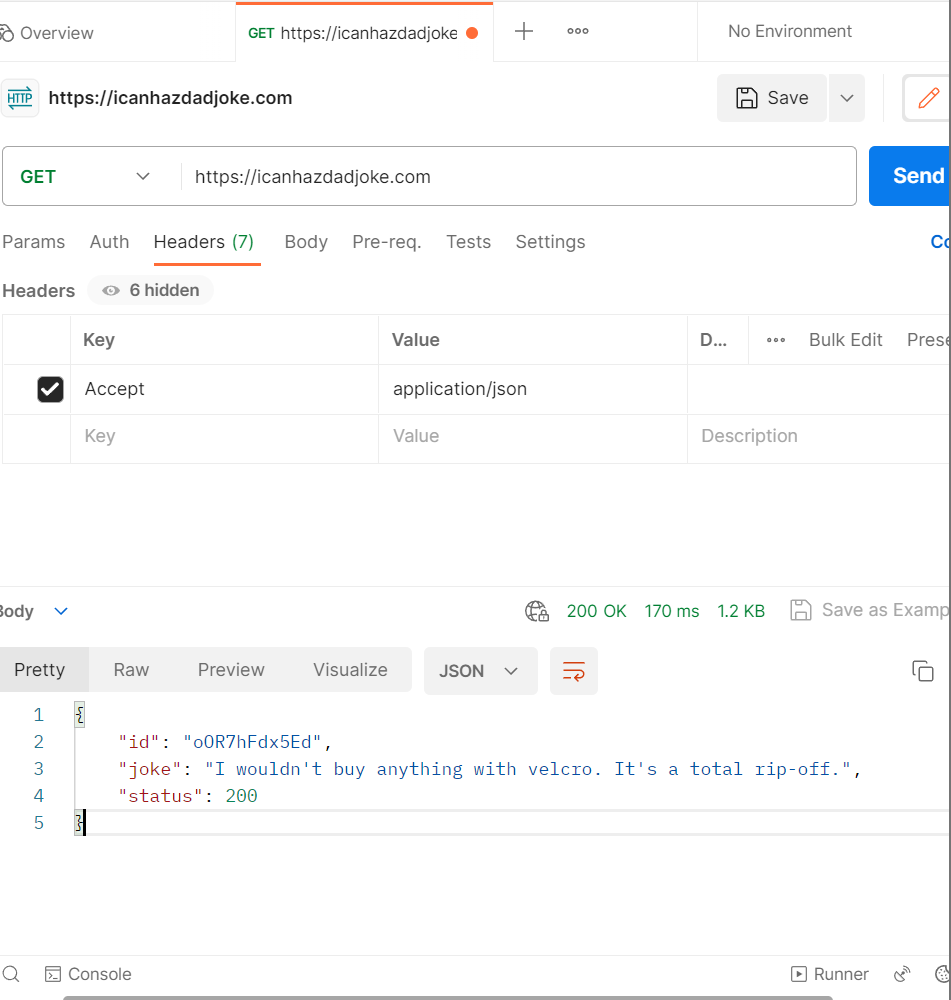 Overview GET https://icanhazdadjoke No Environment
HTTP https://icanhazdadjoke.com Save
GET https://icanhazdadjoke.com Send
Params Auth Headers (7) Body Pre-req. Tests Settings Co
Headers 6 hidden
Key Value D... Bulk Edit Prese
Accept application/json
Key Value Description
Body 200 OK 170 ms 1.2 KB Save as Examp
Pretty Raw Preview Visualize JSON
1 {
2 "id": "oOR7hFdx5Ed",
3 "joke": "I wouldn't buy anything with velcro. It's a total rip-off.",
4 "status": 200
5 }
Console Runner